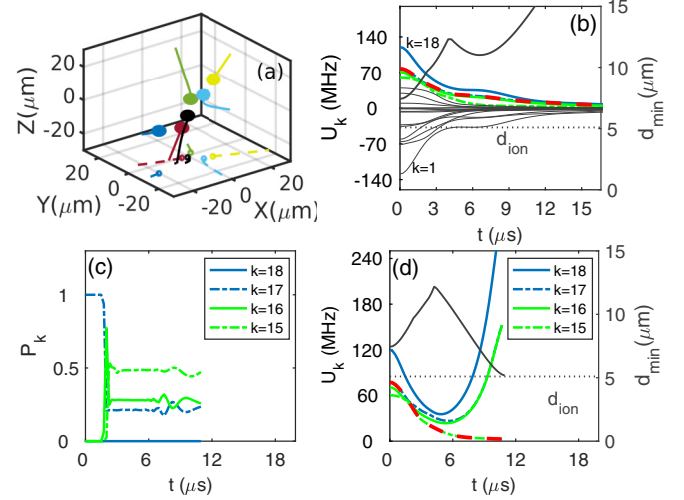 (a)
Z(μm)
20
0
-20
Y(μm)
20
0
-20
X(μm)
-20
0
20
(b)
U_k (MHz)
140
70
0
-70
-140
k=18
k=1
d_ion
0 3 6 9 12 15
t (μs)
15
10
5
0
d_min (μm)
(c)
P_k
1
0.5
0
k=18
k=17
k=16
k=15
0 6 12 18
t (μs)
(d)
U_k (MHz)
240
180
120
60
0
k=18
k=17
k=16
k=15
d_ion
0 6 12 18
t (μs)
15
10
5
0
d_min (μm)